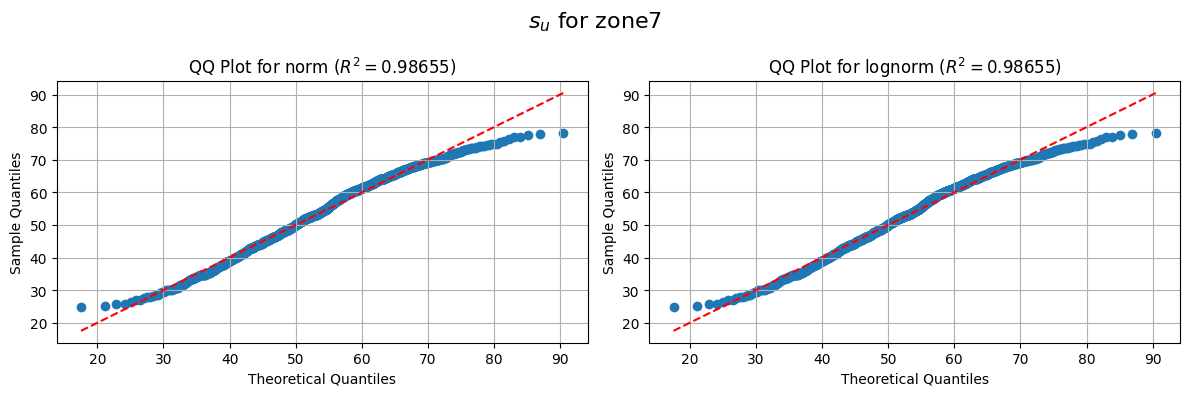 s_u for zone7
QQ Plot for norm (R² = 0.98655)
90
80
70
60
50
40
30
20
Sample Quantiles
20 30 40 50 60 70 80 90
Theoretical Quantiles
QQ Plot for lognorm (R² = 0.98655)
90
80
70
60
50
40
30
20
Sample Quantiles
20 30 40 50 60 70 80 90
Theoretical Quantiles